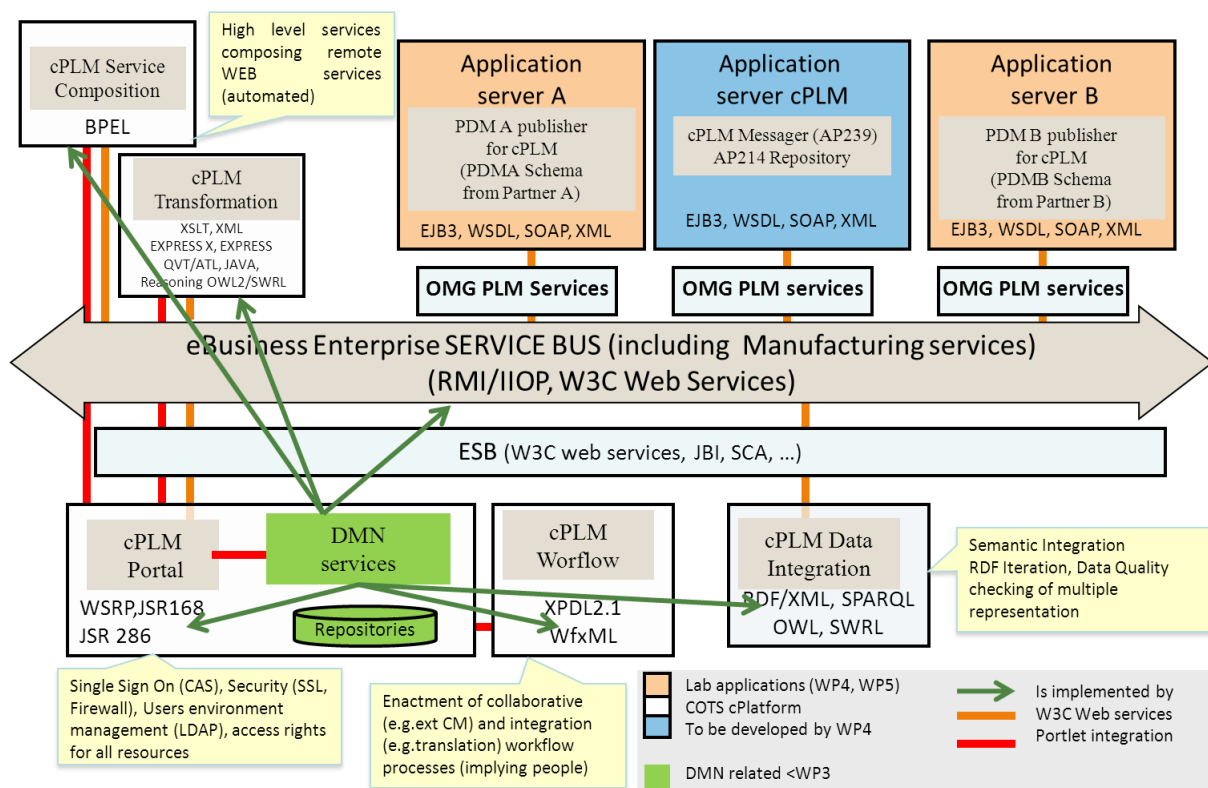 cPLM Service
Composition
BPEL
High level services
composing remote
WEB services
(automated)
cPLM
Transformation
XSLT, XML
EXPRESS X, EXPRESS
QVT/ATL, JAVA,
Reasoning OWL2/SWRL
Application
server A
PDM A publisher
for cPLM
(PDMA Schema
from Partner A)
EJB3, WSDL, SOAP, XML
Application
server cPLM
cPLM Messager (AP239)
AP214 Repository
EJB3, WSDL, SOAP, XML
Application
server B
PDM B publisher
for cPLM
(PDMB Schema
from Partner B)
EJB3, WSDL, SOAP, XML
OMG PLM Services
OMG PLM services
OMG PLM services
eBusiness Enterprise SERVICE BUS (including Manufacturing services)
(RMI/IIOP, W3C Web Services)
ESB (W3C web services, JBI, SCA, ...)
cPLM
Portal
WSRP,JSR168
JSR 286
DMN
services
Repositories
cPLM
Worflow
XPDL2.1
WfxML
cPLM Data
Integration
RDF/XML, SPARQL
OWL, SWRL
Semantic Integration
RDF Iteration, Data Quality
checking of multiple
representation
Single Sign On (CAS), Security (SSL,
Firewall), Users environment
management (LDAP), access rights
for all resources
Enactment of collaborative
(e.g.ext CM) and integration
(e.g.translation) workflow
processes (implying people)
Lab applications (WP4, WP5)
COTS cPlatform
To be developed by WP4
DMN related <WP3
Is implemented by
W3C Web services
Portlet integration